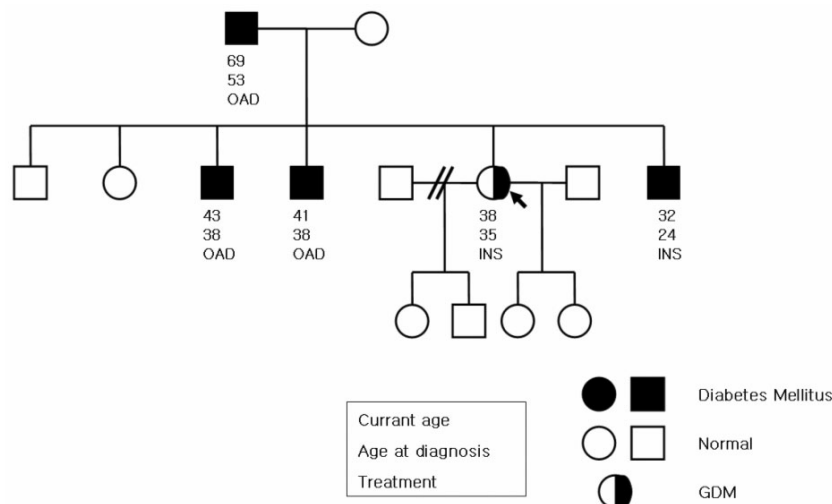 69
53
OAD
43
38
OAD
41
38
OAD
38
35
INS
32
24
INS
Currant age
Age at diagnosis
Treatment
Diabetes Mellitus
Normal
GDM